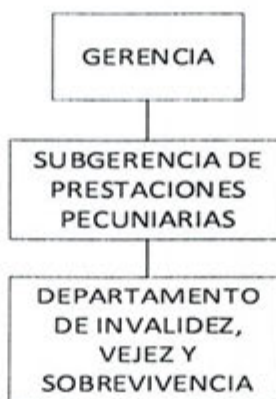 GERENCIA
SUBGERENCIA DE
PRESTACIONES
PECUNIARIAS
DEPARTAMENTO
DE INVALIDEZ,
VEJEZ Y
SOBREVIVENCIA